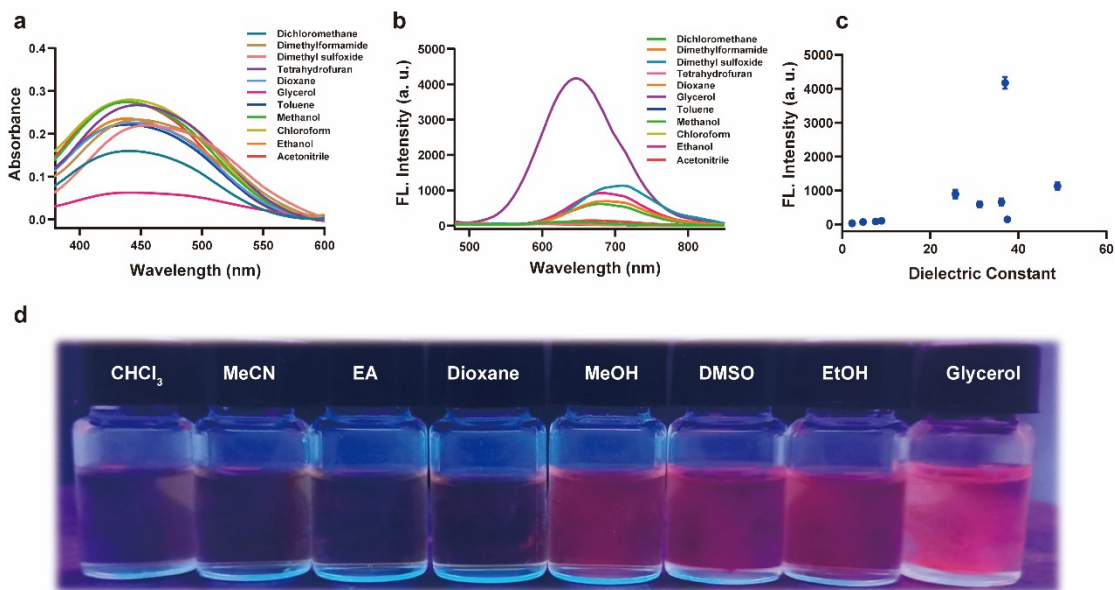 a
Dichloromethane
Dimethylformamide
Dimethyl sulfoxide
Tetrahydrofuran
Dioxane
Glycerol
Toluene
Methanol
Chloroform
Ethanol
Acetonitrile
Absorbance
0.4
0.3
0.2
0.1
0.0
400 450 500 550 600
Wavelength (nm)
b
Dichloromethane
Dimethylformamide
Dimethyl sulfoxide
Tetrahydrofuran
Dioxane
Glycerol
Toluene
Methanol
Chloroform
Ethanol
Acetonitrile
FL. Intensity (a. u.)
5000
4000
3000
2000
1000
0
500 600 700 800
Wavelength (nm)
c
FL. Intensity (a. u.)
5000
4000
3000
2000
1000
0
0 20 40 60
Dielectric Constant
d
CHCl3 MeCN EA Dioxane MeOH DMSO EtOH Glycerol